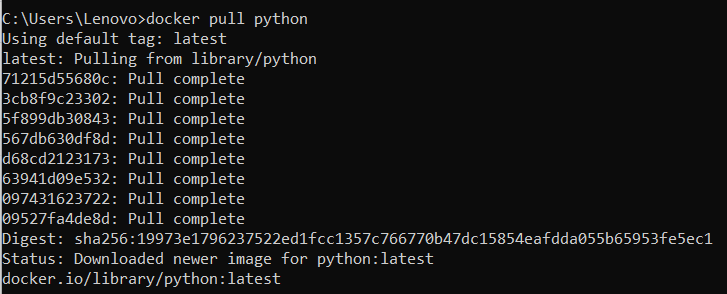 C:\Users\Lenovo>docker pull python
Using default tag: latest
latest: Pulling from library/python
71215d55680c: Pull complete
3cb8f9c23302: Pull complete
5f899db30843: Pull complete
567db630df8d: Pull complete
d68cd2123173: Pull complete
63941d09e532: Pull complete
097431623722: Pull complete
09527fa4de8d: Pull complete
Digest: sha256:19973e1796237522ed1fcc1357c766770b47dc15854eafdda055b65953fe5ec1
Status: Downloaded newer image for python:latest
docker.io/library/python:latest